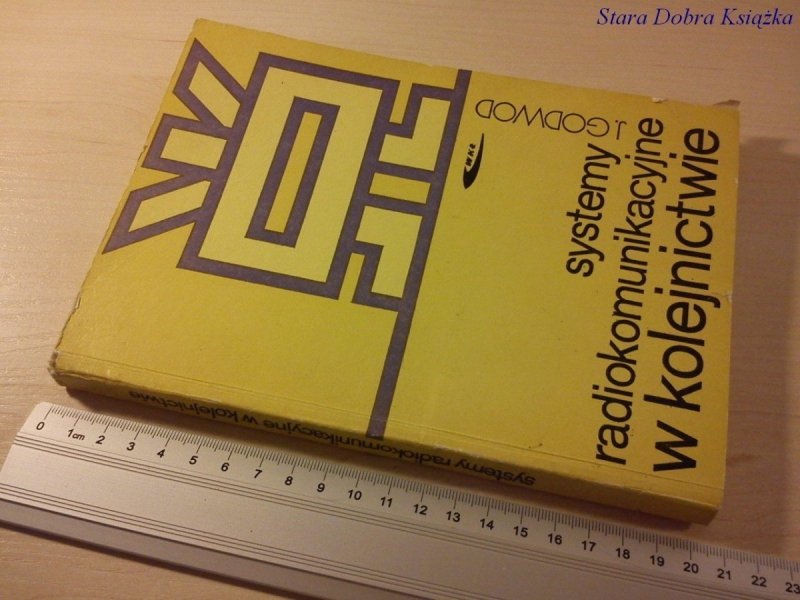 Stara Dobra Książka
J. GODWOD
systemy
radiokomunikacyjne
w kolejnictwie
wkł
systemy radiokomunikacyjne w kolejnictwie
0 1cm 2 3 4 5 6 7 8 9 10 11 12 13 14 15 16 17 18 19 20 21 22 23